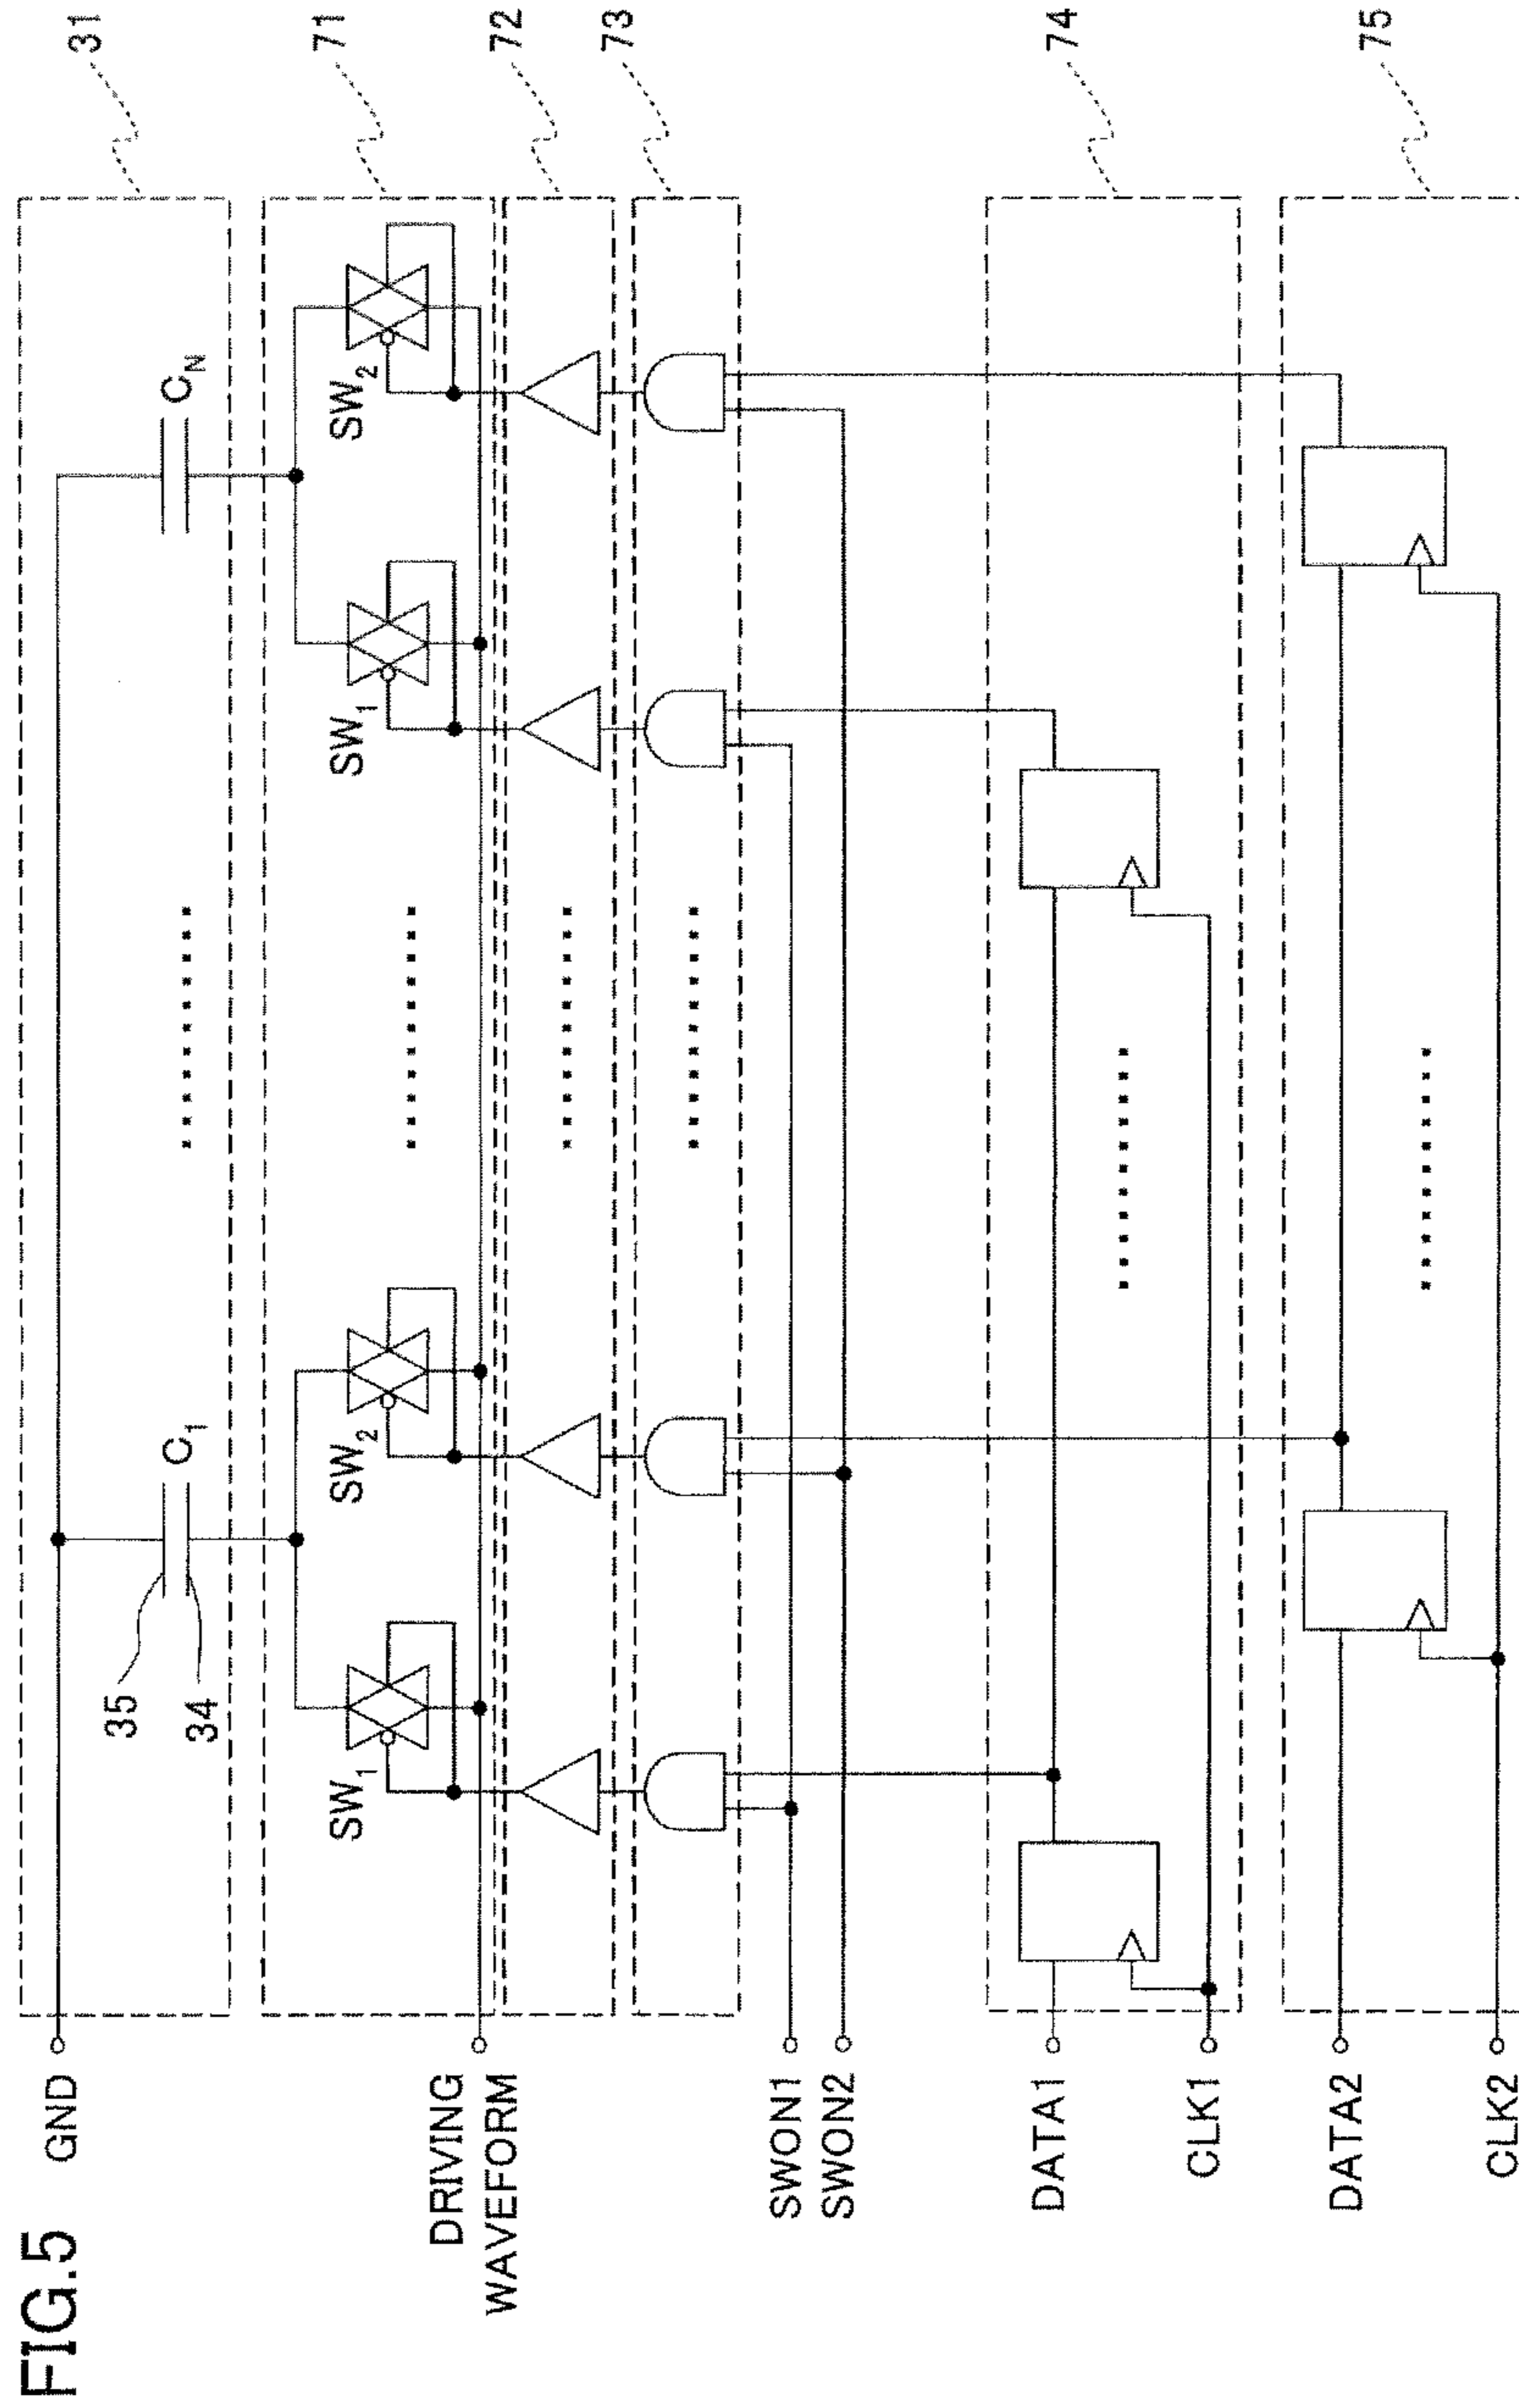 FIG.5
31
71
72
73
74
75
GND
35
34
C1
CN
SW1
SW2
SW1
SW2
DRIVING
WAVEFORM
SWON1
SWON2
DATA1
CLK1
DATA2
CLK2